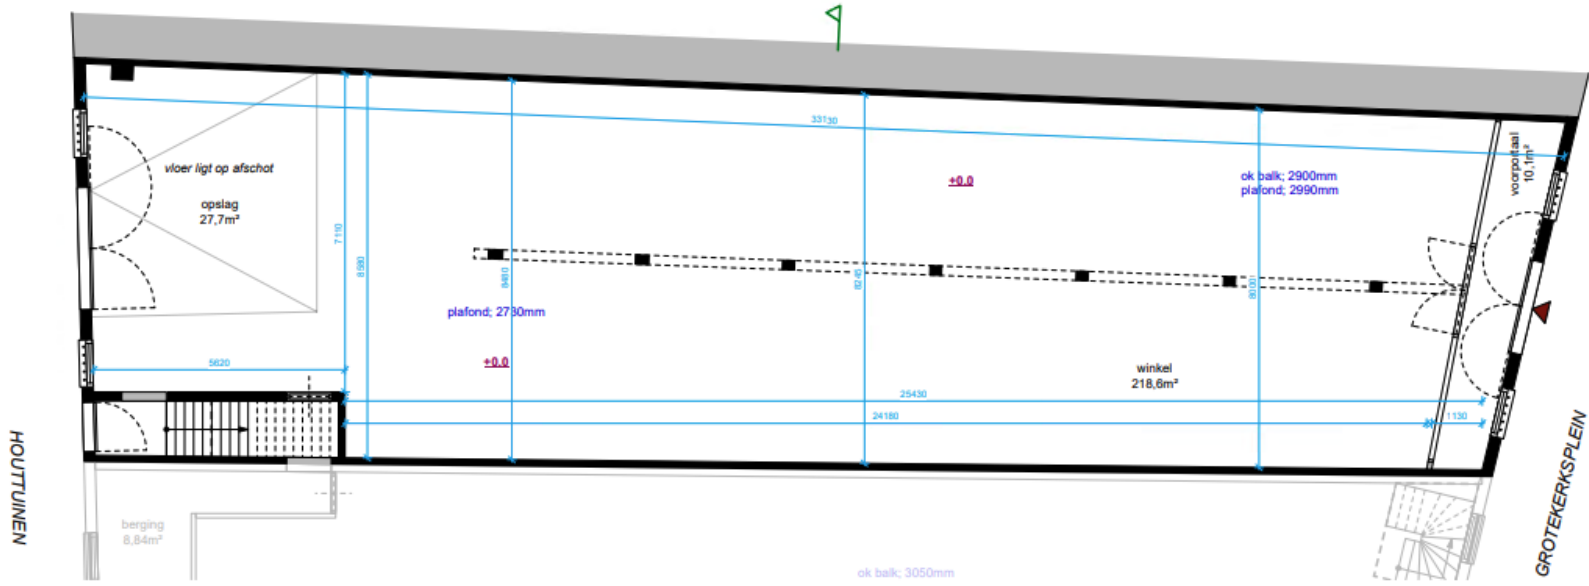 33130
vloer ligt op afschot
opslag
27,7m²
7110
8580
8480
8245
8000
+0.0
ok balk; 2900mm
plafond; 2990mm
voorportaal
10,1m²
plafond; 2730mm
+0.0
5620
winkel
218,6m²
25430
24180
1130
HOUTTUINEN
GROTEKERKSPLEIN
berging
8,84m²
ok balk; 3050mm